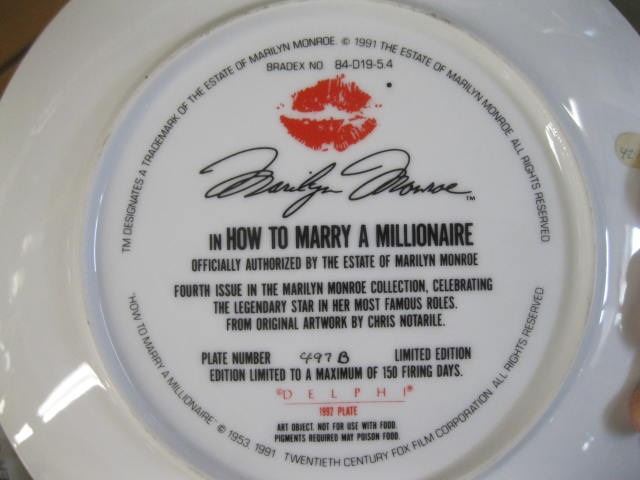 TM DESIGNATES A TRADEMARK OF THE ESTATE OF MARILYN MONROE. © 1991 THE ESTATE OF MARILYN MONROE. ALL RIGHTS RESERVED
BRADEX NO 84-D19-5.4
Marilyn Monroe TM
IN HOW TO MARRY A MILLIONAIRE
OFFICIALLY AUTHORIZED BY THE ESTATE OF MARILYN MONROE
FOURTH ISSUE IN THE MARILYN MONROE COLLECTION, CELEBRATING
THE LEGENDARY STAR IN HER MOST FAMOUS ROLES.
FROM ORIGINAL ARTWORK BY CHRIS NOTARILE.
PLATE NUMBER 497B LIMITED EDITION
EDITION LIMITED TO A MAXIMUM OF 150 FIRING DAYS.
©DELPHI®
1992 PLATE
ART OBJECT. NOT FOR USE WITH FOOD.
PIGMENTS REQUIRED MAY POISON FOOD.
"HOW TO MARRY A MILLIONAIRE" © 1953, 1991 TWENTIETH CENTURY FOX FILM CORPORATION ALL RIGHTS RESERVED